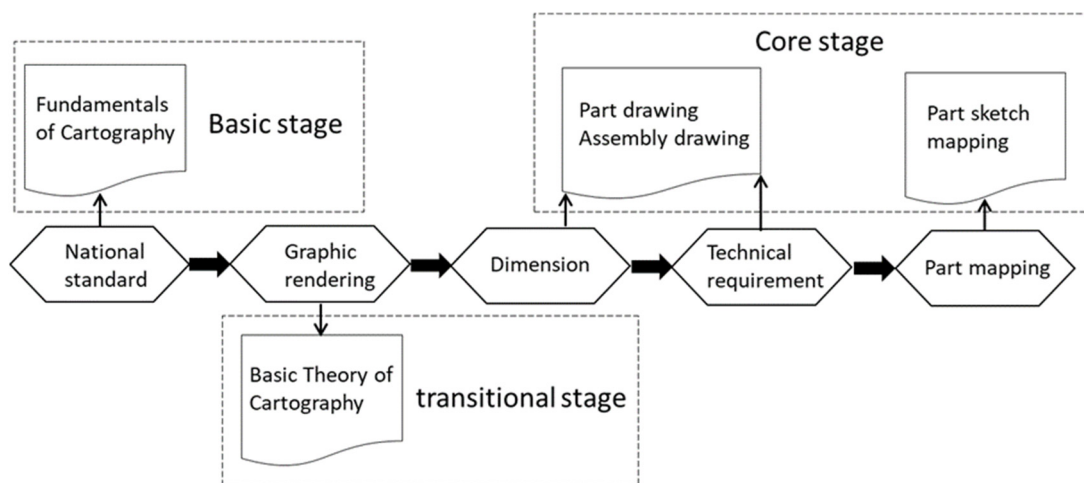 Core stage
Fundamentals
of Cartography
Basic stage
Part drawing
Assembly drawing
Part sketch
mapping
National
standard
Graphic
rendering
Dimension
Technical
requirement
Part mapping
Basic Theory of
Cartography
transitional stage